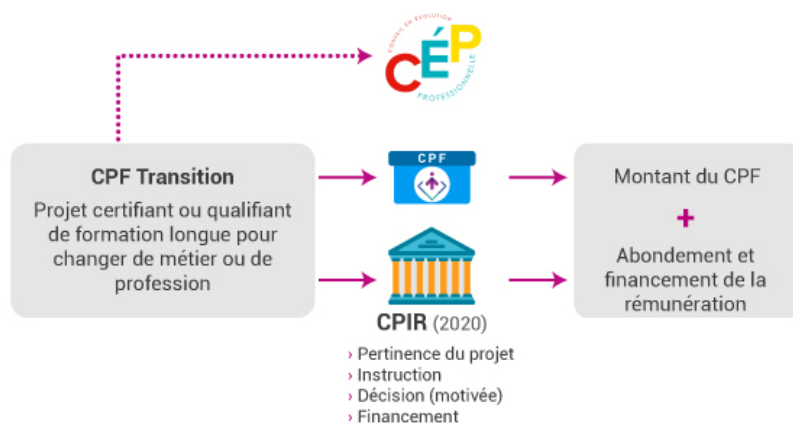 CONSEIL EN ÉVOLUTION
CÉP
PROFESSIONNELLE
CPF Transition
Projet certifiant ou qualifiant
de formation longue pour
changer de métier ou de
profession
CPF
Montant du CPF
+
Abondement et
financement de la
rémunération
CPIR (2020)
› Pertinence du projet
› Instruction
› Décision (motivée)
› Financement